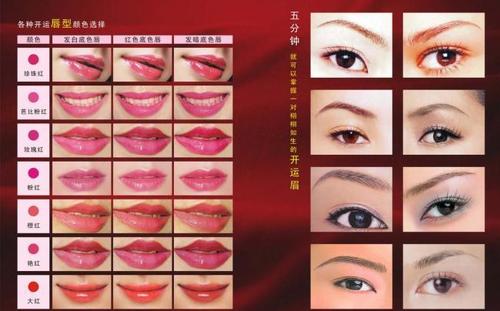 各种开运唇型颜色选择
颜色 发白底色唇 红色底色唇 发暗底色唇
珍珠红
芭比粉红
玫瑰红
粉红
橙红
艳红
大红
五分钟
就可以掌握一对栩栩如生的开运眉